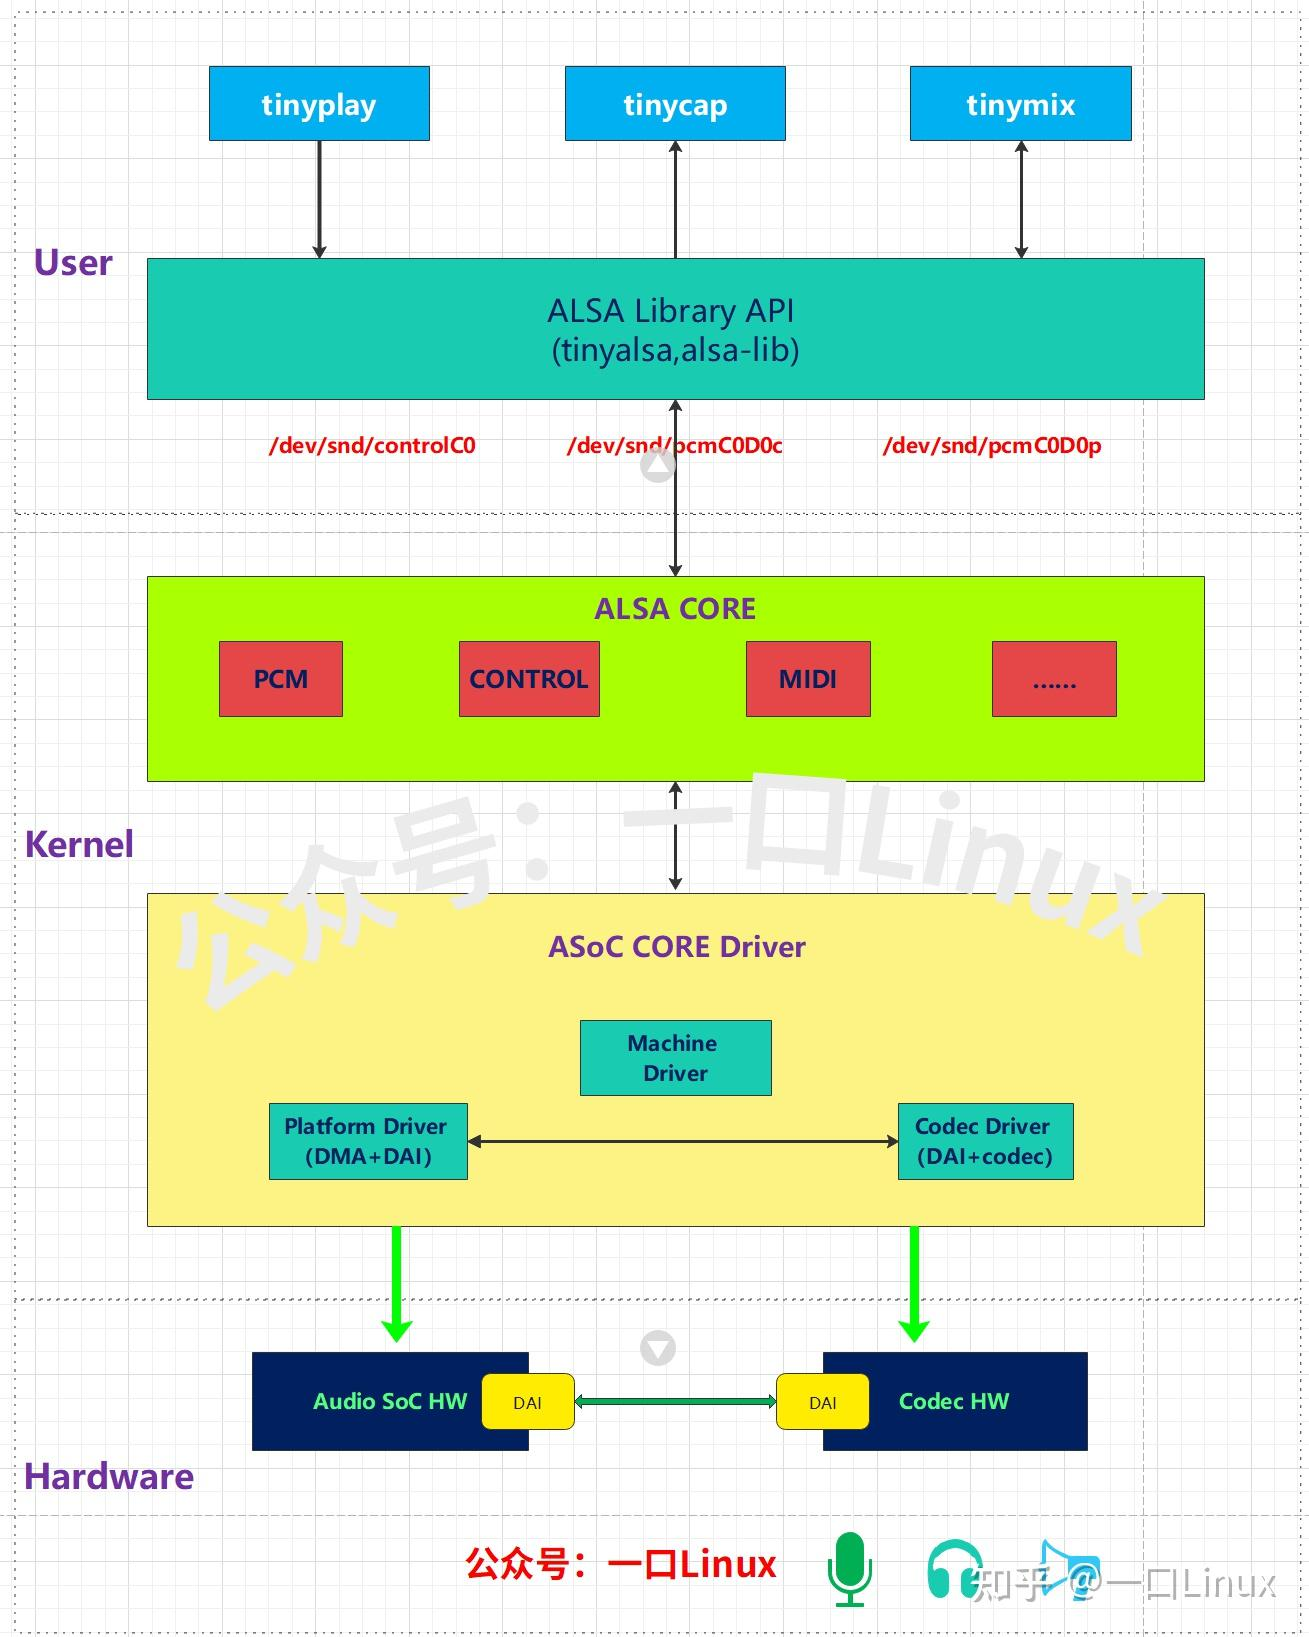 tinyplay
tinycap
tinymix
User
ALSA Library API
(tinyalsa,alsa-lib)
/dev/snd/controlC0
/dev/snd/pcmC0D0c
/dev/snd/pcmC0D0p
ALSA CORE
PCM
CONTROL
MIDI
......
Kernel
公众号：一口Linux
ASoC CORE Driver
Machine
Driver
Platform Driver
(DMA+DAI)
Codec Driver
(DAI+codec)
Audio SoC HW
DAI
DAI
Codec HW
Hardware
公众号：一口Linux
知乎 @一口Linux